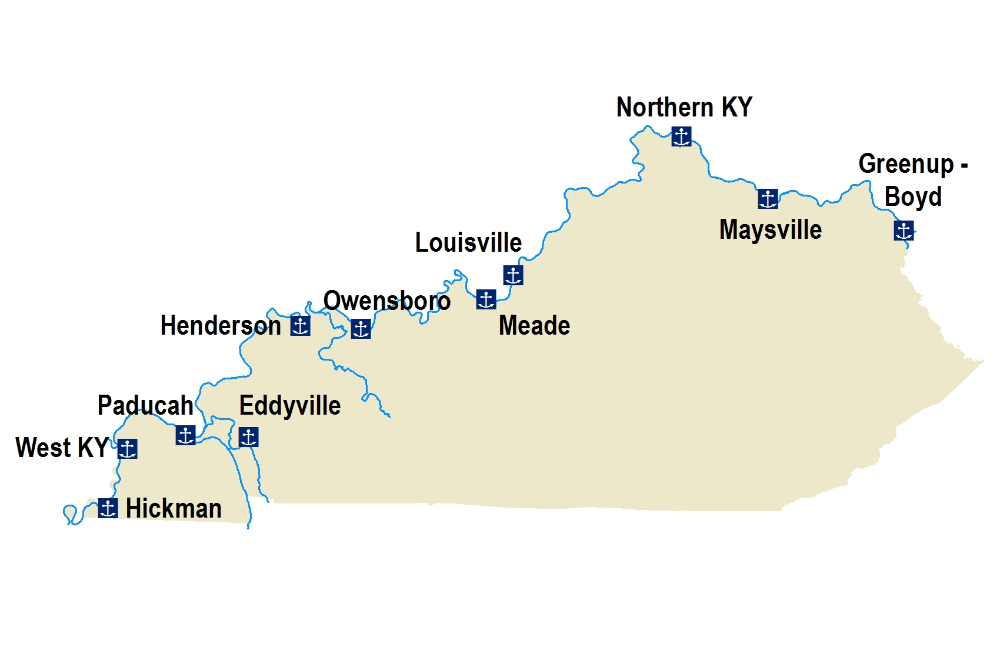 Northern KY
Greenup -
Boyd
Maysville
Louisville
Owensboro
Henderson
Meade
Paducah
Eddyville
West KY
Hickman